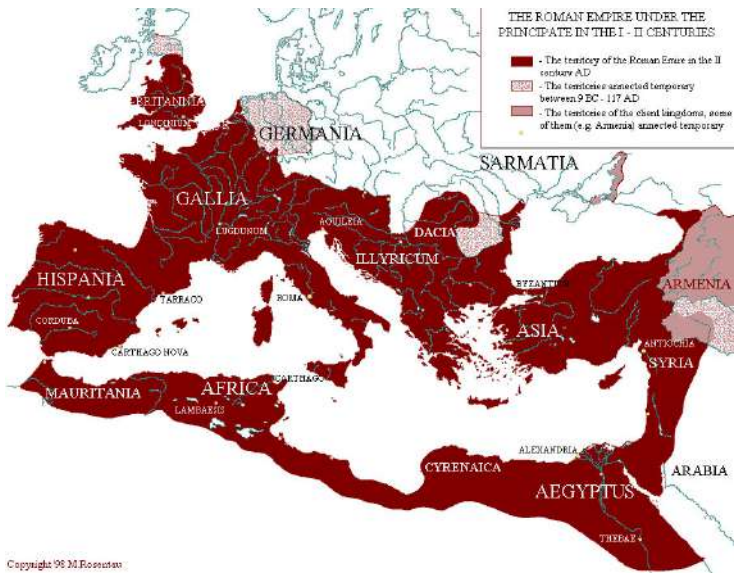 THE ROMAN EMPIRE UNDER THE
PRINCIPATE IN THE I - II CENTURIES
- The territory of the Roman Emire in the II
century AD
- The territories annected temporary
between 9 BC - 117 AD
- The territories of the client kingdoms, some
of them (e.g. Armenia) annected temporary
BRITANNIA
LONDINIUM
GERMANIA
SARMATIA
GALLIA
LUGDUNUM
AQUILEIA
DACIA
ILLYRICUM
HISPANIA
TARRACO
ROMA
BYZANTIUM
ARMENIA
CORDUBA
ASIA
CARTHAGO NOVA
ANTIOCHIA
SYRIA
MAURITANIA
AFRICA
CARTHAGO
LAMBAESIS
ALEXANDRIA
CYRENAICA
ARABIA
AEGYPTUS
THEBAE
Copyright '98 M.Rosentau